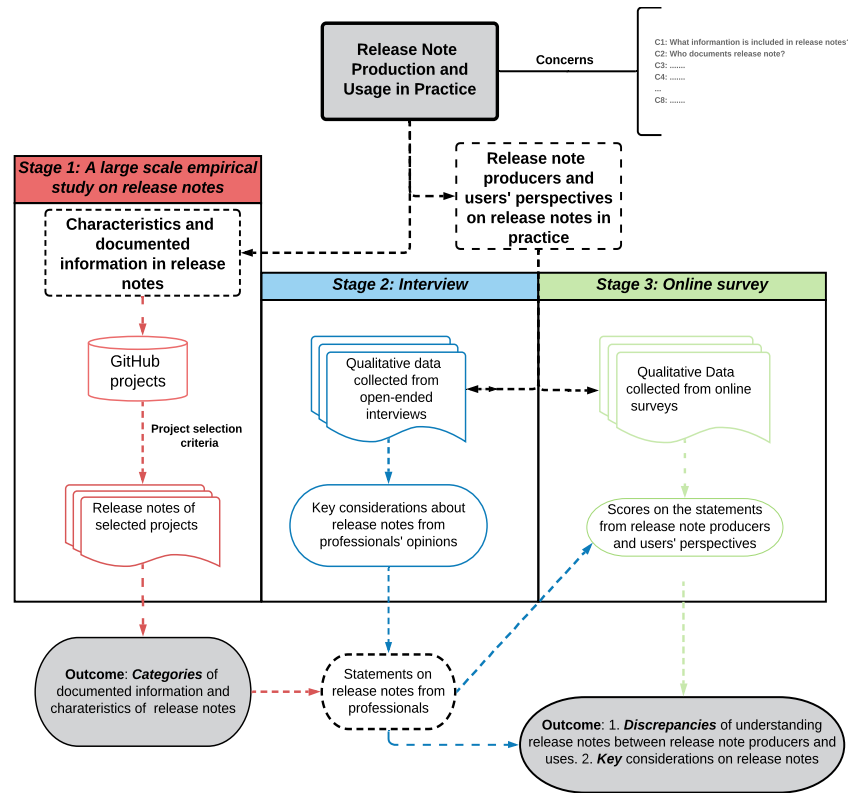 Release Note
Production and
Usage in Practice
Concerns
C1: What informantion is included in release notes?
C2: Who documents release note?
C3: .......
C4: .......
...
C8: .......
Stage 1: A large scale empirical
study on release notes
Release note
producers and
users' perspectives
on release notes in
practice
Characteristics and
documented
information in release
notes
Stage 2: Interview
Stage 3: Online survey
GitHub
projects
Qualitative data
collected from
open-ended
interviews
Qualitative Data
collected from online
surveys
Project selection
criteria
Release notes of
selected projects
Key considerations about
release notes from
professionals' opinions
Scores on the statements
from release note producers
and users' perspectives
Outcome: Categories of
documented information and
charateristics of release notes
Statements on
release notes from
professionals
Outcome: 1. Discrepancies of understanding
release notes between release note producers and
uses. 2. Key considerations on release notes